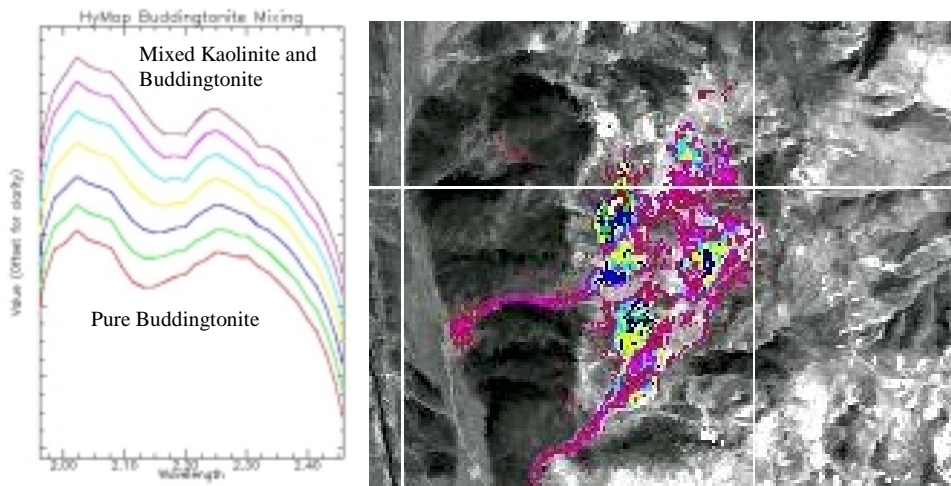 HyMap Buddingtonite Mixing
Mixed Kaolinite and
Buddingtonite
Pure Buddingtonite
Value (Offset for clarity)
2.00 2.10 2.20 2.30 2.40
Wavelength